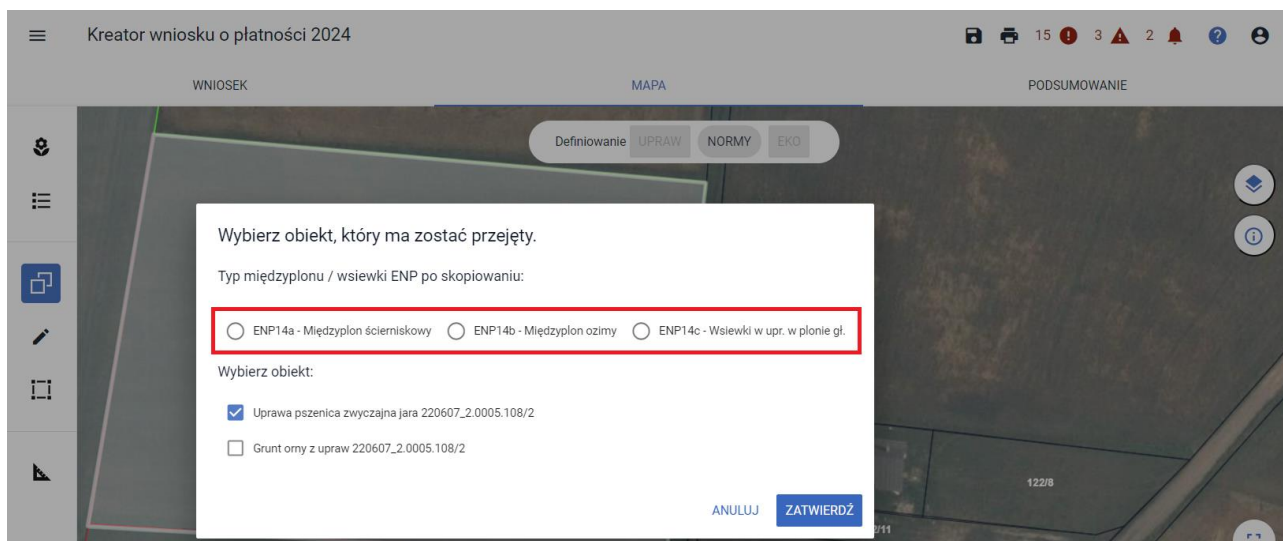 Kreator wniosku o płatności 2024
15 3 2
WNIOSEK MAPA PODSUMOWANIE
Definiowanie UPRAW NORMY EKO
Wybierz obiekt, który ma zostać przejęty.
Typ międzyplonu / wsiewki ENP po skopiowaniu:
ENP14a - Międzyplon ścierniskowy ENP14b - Międzyplon ozimy ENP14c - Wsiewki w upr. w plonie gł.
Wybierz obiekt:
Uprawa pszenica zwyczajna jara 220607_2.0005.108/2
Grunt orny z upraw 220607_2.0005.108/2
122/8
ANULUJ ZATWIERDŹ